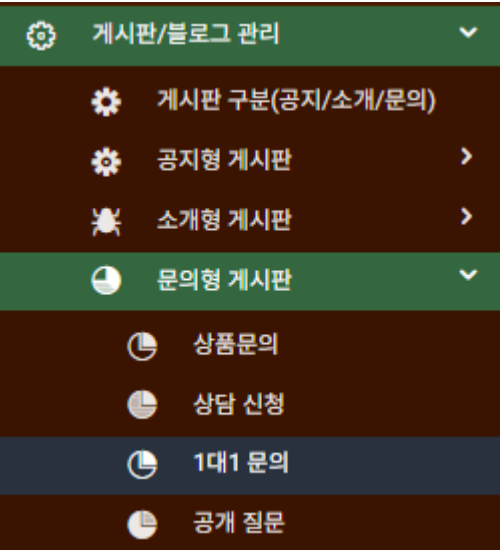 게시판/블로그 관리
게시판 구분(공지/소개/문의)
공지형 게시판
소개형 게시판
문의형 게시판
상품문의
상담 신청
1대1 문의
공개 질문